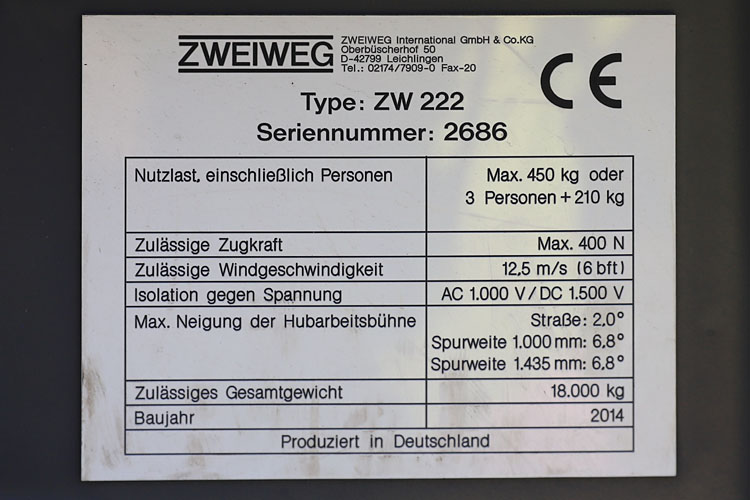 ZWEIWEG
ZWEIWEG International GmbH & Co.KG
Oberbüscherhof 50
D-42799 Leichlingen
Tel.: 02174/7909-0 Fax-20
CE
Type: ZW 222
Seriennummer: 2686
Nutzlast, einschließlich Personen Max. 450 kg oder
3 Personen + 210 kg
Zulässige Zugkraft Max. 400 N
Zulässige Windgeschwindigkeit 12,5 m/s (6 bft)
Isolation gegen Spannung AC 1.000 V / DC 1.500 V
Max. Neigung der Hubarbeitsbühne Straße: 2,0°
Spurweite 1.000 mm: 6,8°
Spurweite 1.435 mm: 6,8°
Zulässiges Gesamtgewicht 18.000 kg
Baujahr 2014
Produziert in Deutschland